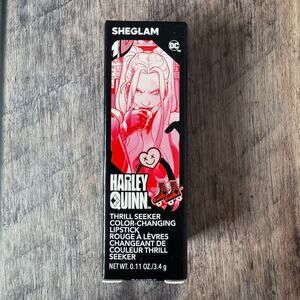 SHEGLAM
DC
HARLEY
QUINN
THRILL SEEKER
COLOR-CHANGING
LIPSTICK
ROUGE À LÈVRES
CHANGEANT DE
COULEUR THRILL
SEEKER
NET WT. 0.11 OZ/3.4 g